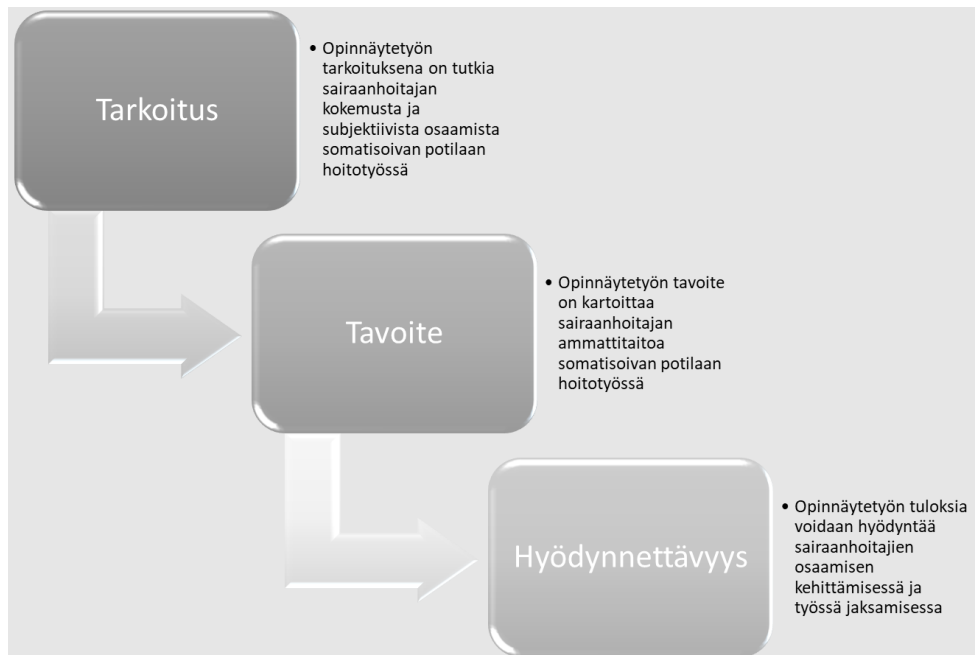 Tarkoitus
• Opinnäytetyön
tarkoituksena on tutkia
sairaanhoitajan
kokemusta ja
subjektiivista osaamista
somatisoivan potilaan
hoitotyössä
Tavoite
• Opinnäytetyön tavoite
on kartoittaa
sairaanhoitajan
ammattitaitoa
somatisoivan potilaan
hoitotyössä
Hyödynnettävyys
• Opinnäytetyön tuloksia
voidaan hyödyntää
sairaanhoitajien
osaamisen
kehittämisessä ja
työssä jaksamisessa